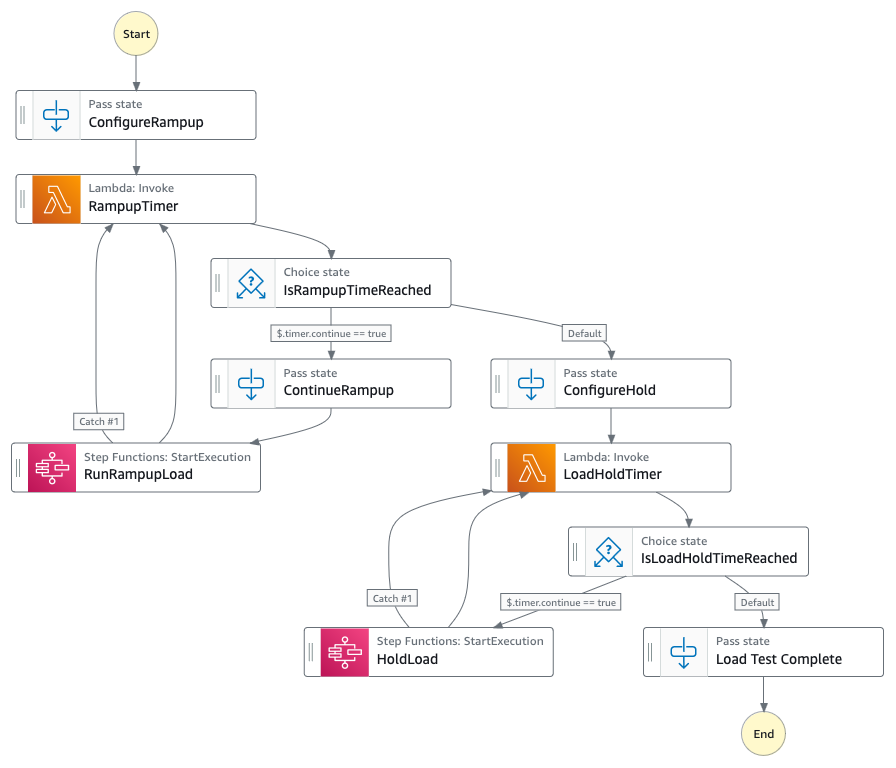 Start
Pass state
ConfigureRampup
Lambda: Invoke
RampupTimer
Choice state
IsRampupTimeReached
$.timer.continue == true
Default
Pass state
ContinueRampup
Pass state
ConfigureHold
Catch #1
Step Functions: StartExecution
RunRampupLoad
Lambda: Invoke
LoadHoldTimer
Choice state
IsLoadHoldTimeReached
Catch #1
$.timer.continue == true
Default
Step Functions: StartExecution
HoldLoad
Pass state
Load Test Complete
End